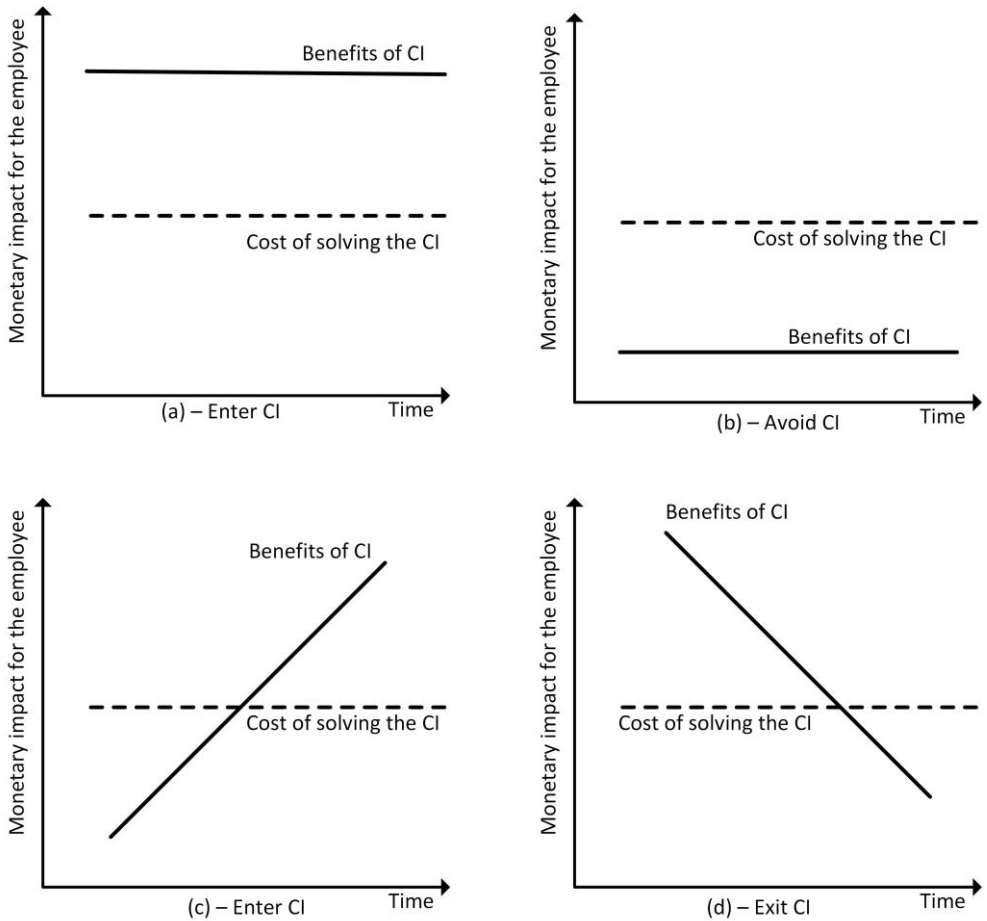 Monetary impact for the employee
Benefits of CI
Cost of solving the CI
(a) – Enter CI
Time
Monetary impact for the employee
Cost of solving the CI
Benefits of CI
(b) – Avoid CI
Time
Monetary impact for the employee
Benefits of CI
Cost of solving the CI
(c) – Enter CI
Time
Monetary impact for the employee
Benefits of CI
Cost of solving the CI
(d) – Exit CI
Time